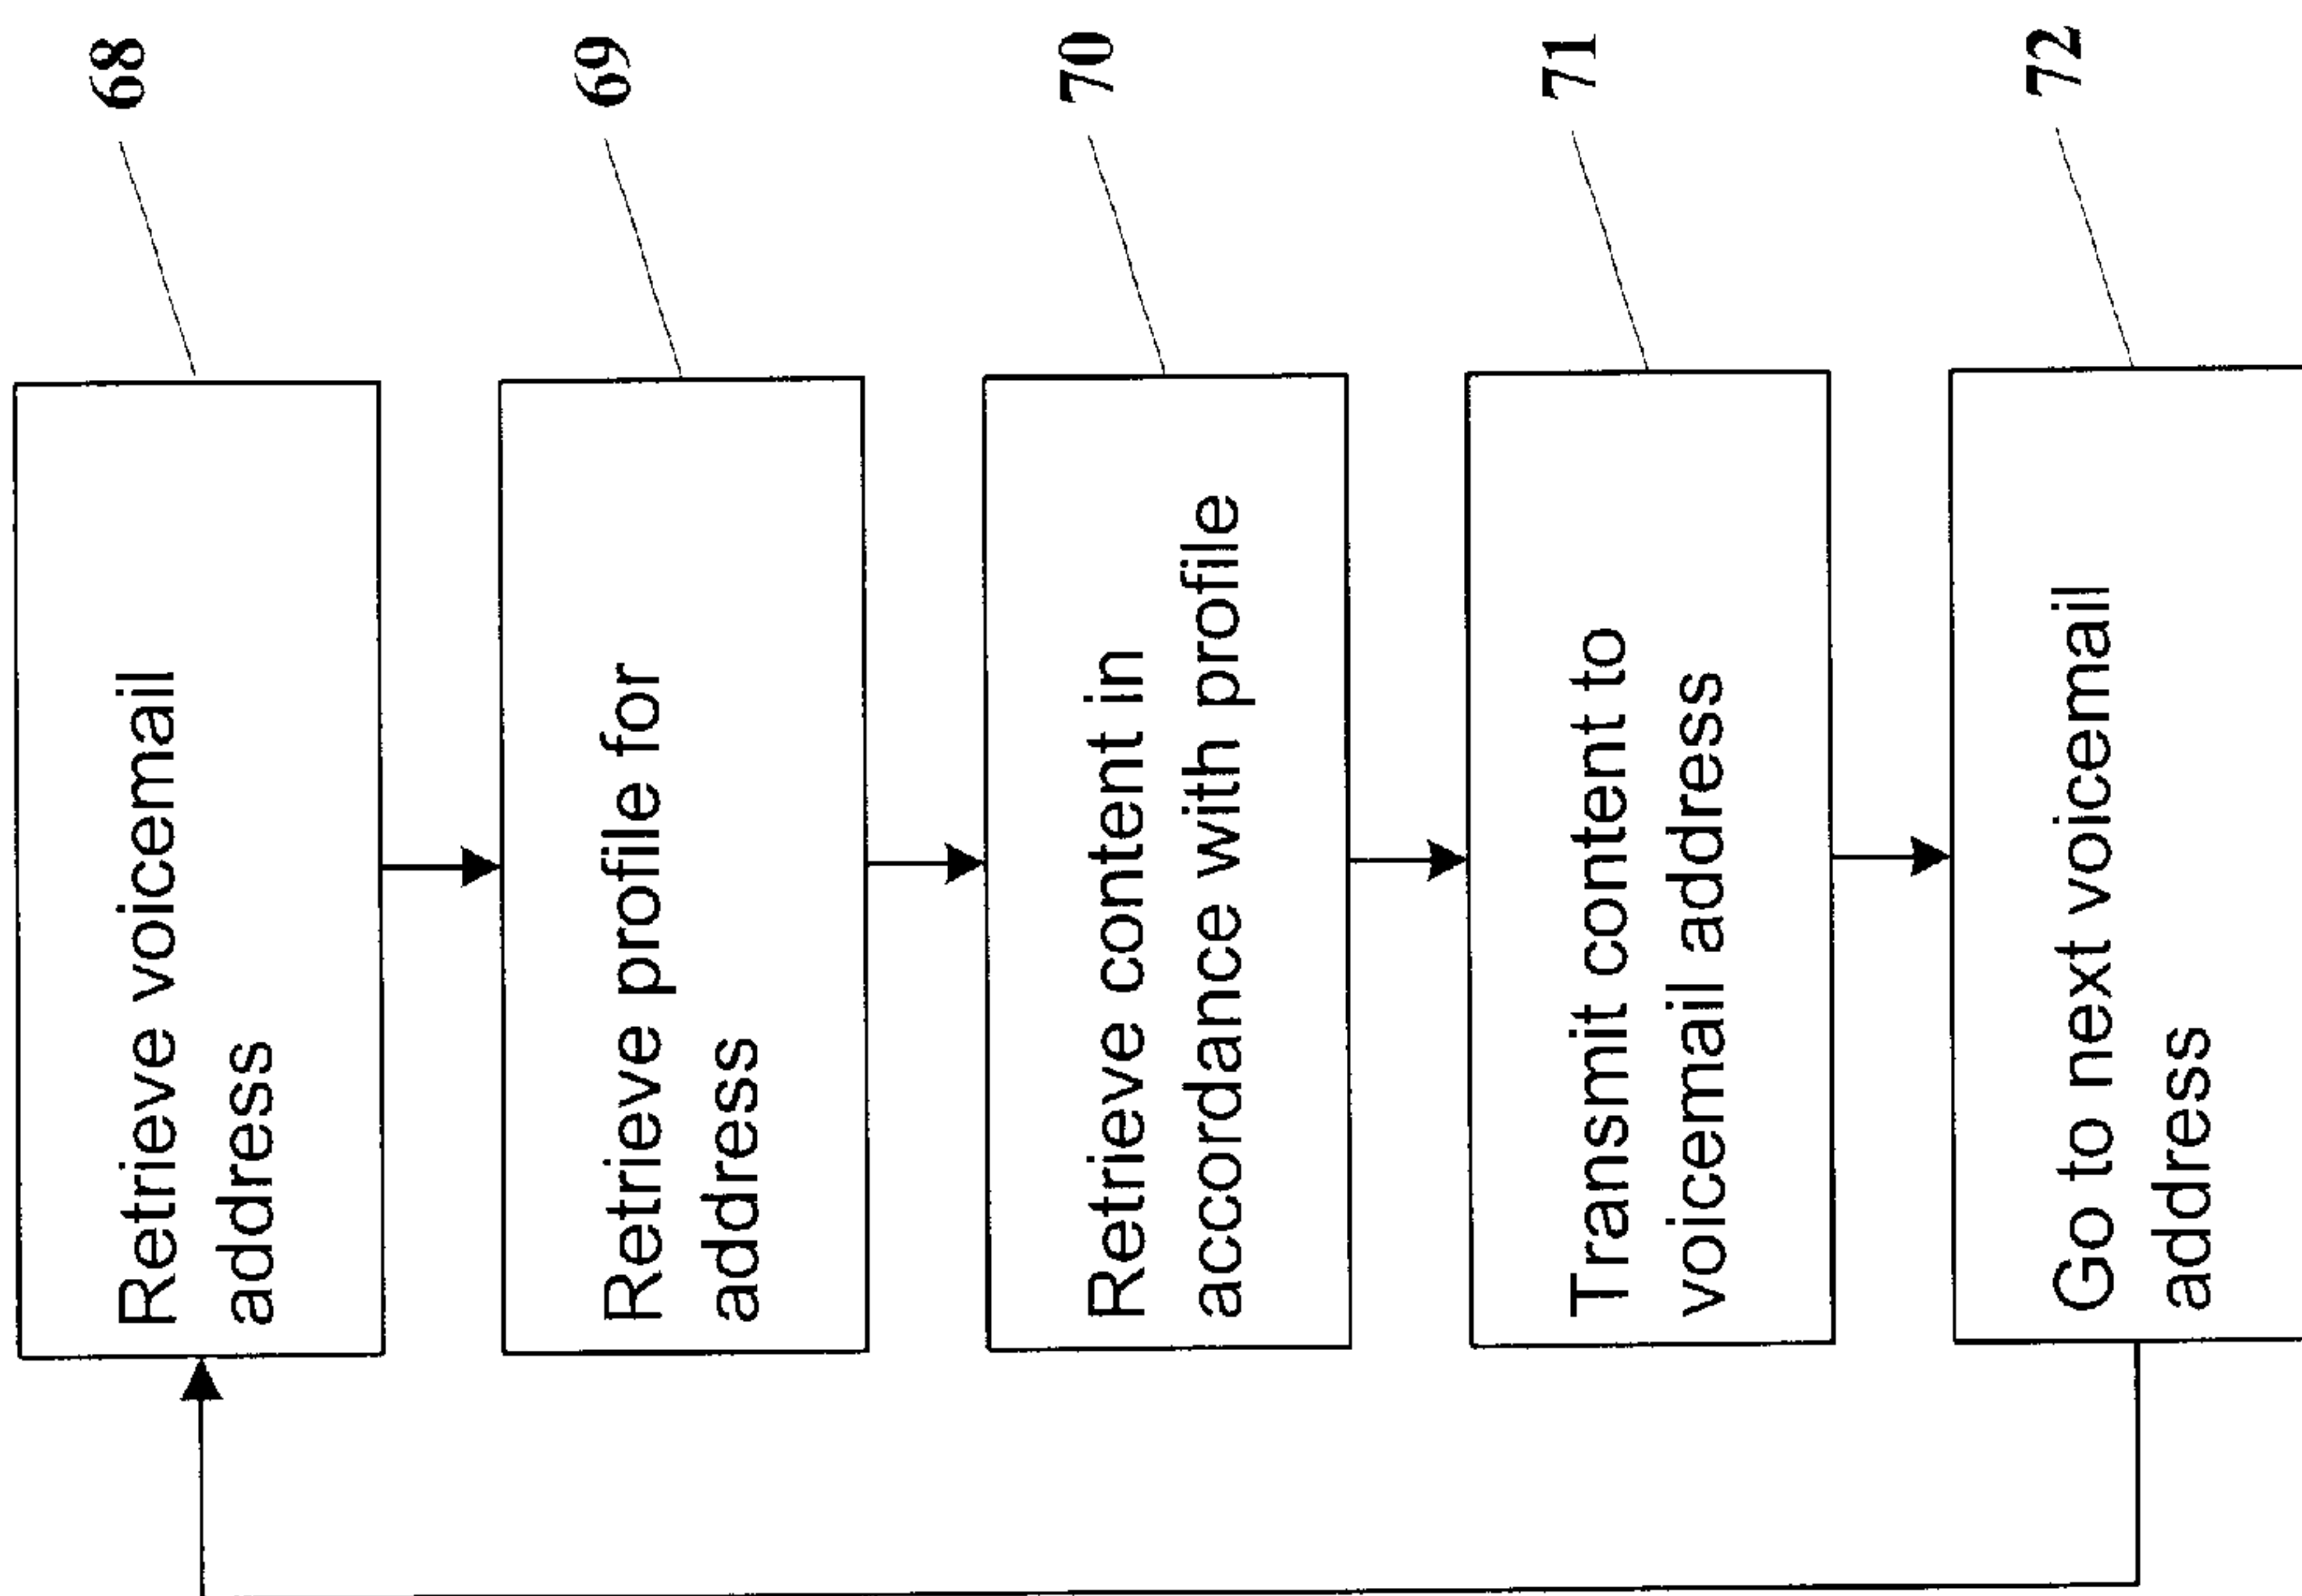 Retrieve voicemail
address
68
Retrieve profile for
address
69
Retrieve content in
accordance with profile
70
Transmit content to
voicemail address
71
Go to next voicemail
address
72